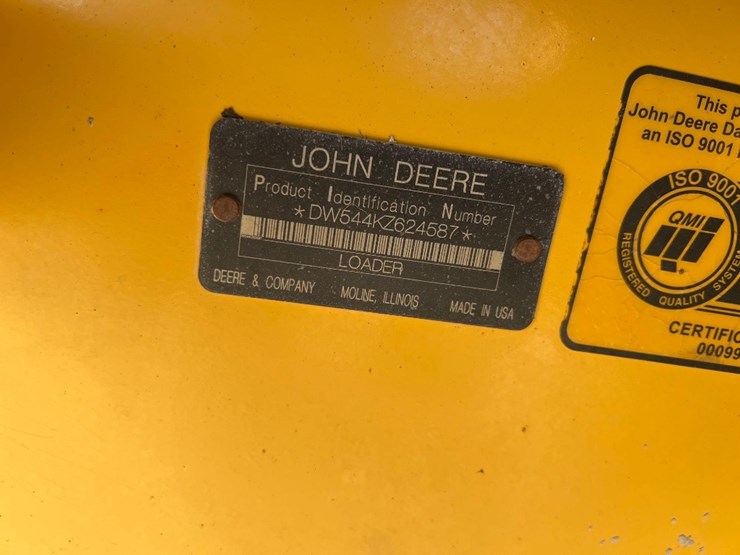 JOHN DEERE
Product Identification Number
*DW544KZ624587*
LOADER
DEERE & COMPANY MOLINE, ILLINOIS MADE IN USA
This p
John Deere Da
an ISO 9001
ISO 9001
QMI
REGISTERED QUALITY SYSTEM
CERTIFIC
00099